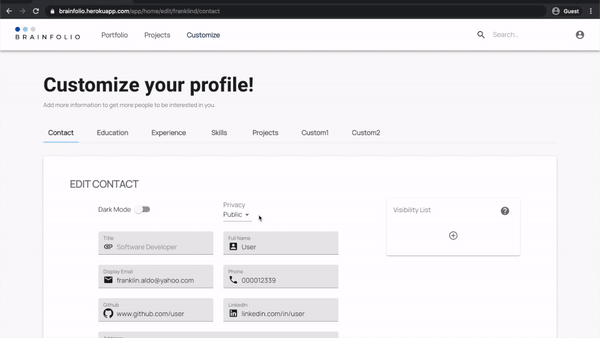 brainfolio.herokuapp.com/app/home/edit/franklind/contact
Guest
BRAINFOLIO
Portfolio
Projects
Customize
Search...
Customize your profile!
Add more information to get more people to be interested in you.
Contact
Education
Experience
Skills
Projects
Custom1
Custom2
EDIT CONTACT
Dark Mode
Privacy
Public
Visibility List
Title
Software Developer
Full Name
User
Display Email
franklin.aldo@yahoo.com
Phone
000012339
Github
www.github.com/user
LinkedIn
linkedin.com/in/user